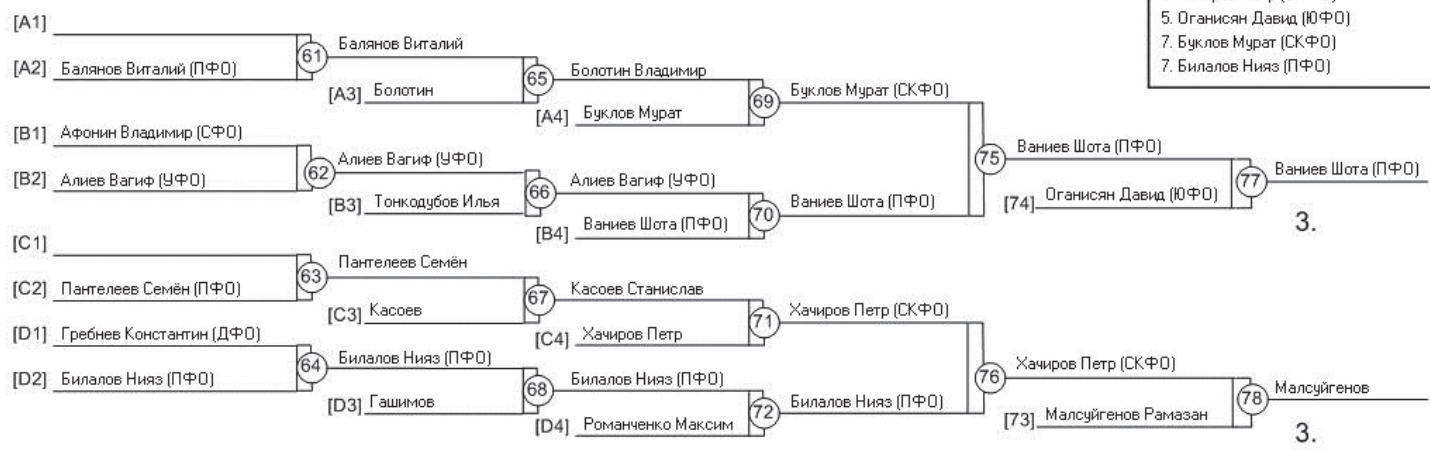 5. Оганисян Давид (ЮФО)
7. Буклов Мурат (СКФО)
7. Билалов Нияз (ПФО)
[A1]
61
Балянов Виталий
[A2] Балянов Виталий (ПФО)
65
Болотин Владимир
[A3] Болотин
69
Буклов Мурат (СКФО)
[A4] Буклов Мурат
[B1] Афонин Владимир (СФО)
62
Алиев Вагиф (УФО)
[B2] Алиев Вагиф (УФО)
66
Алиев Вагиф (УФО)
[B3] Тонкодубов Илья
70
Ваниев Шота (ПФО)
[B4] Ваниев Шота (ПФО)
75
Ваниев Шота (ПФО)
77
Ваниев Шота (ПФО)
[74] Оганисян Давид (ЮФО)
3.
[C1]
63
Пантелеев Семён
[C2] Пантелеев Семён (ПФО)
67
Касоев Станислав
[C3] Касоев
71
Хачиров Петр (СКФО)
[C4] Хачиров Петр
[D1] Гребнев Константин (ДФО)
64
Билалов Нияз (ПФО)
[D2] Билалов Нияз (ПФО)
68
Билалов Нияз (ПФО)
[D3] Гашимов
72
Билалов Нияз (ПФО)
[D4] Романченко Максим
76
Хачиров Петр (СКФО)
78
Малсуйгенов
[73] Малсуйгенов Рамазан
3.